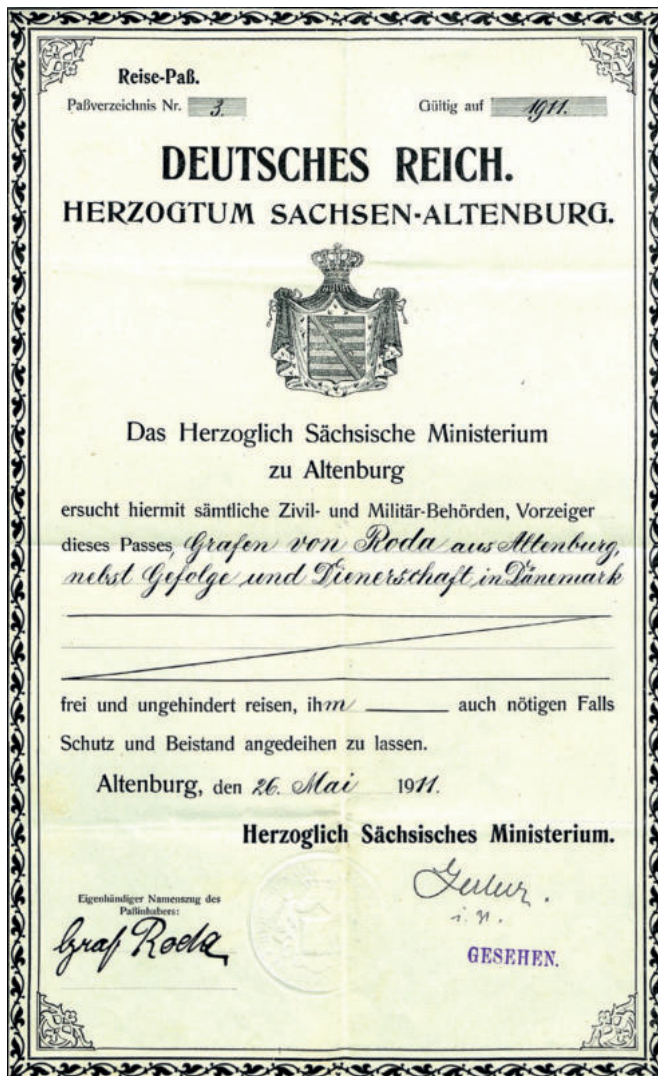 Reise-Paß.
Paßverzeichnis Nr. 3.
Gültig auf 1911.
DEUTSCHES REICH.
HERZOGTUM SACHSEN-ALTENBURG.
Das Herzoglich Sächsische Ministerium
zu Altenburg
ersucht hiermit sämtliche Zivil- und Militär-Behörden, Vorzeiger
dieses Passes, Grafen von Roda aus Altenburg,
nebst Gefolge und Dienerschaft in Dänemark
frei und ungehindert reisen, ihm auch nötigen Falls
Schutz und Beistand angedeihen zu lassen.
Altenburg, den 26. Mai 1911.
Herzoglich Sächsisches Ministerium.
Eigenhändiger Namenszug des
Paßinhabers:
Graf Roda
GESEHEN.